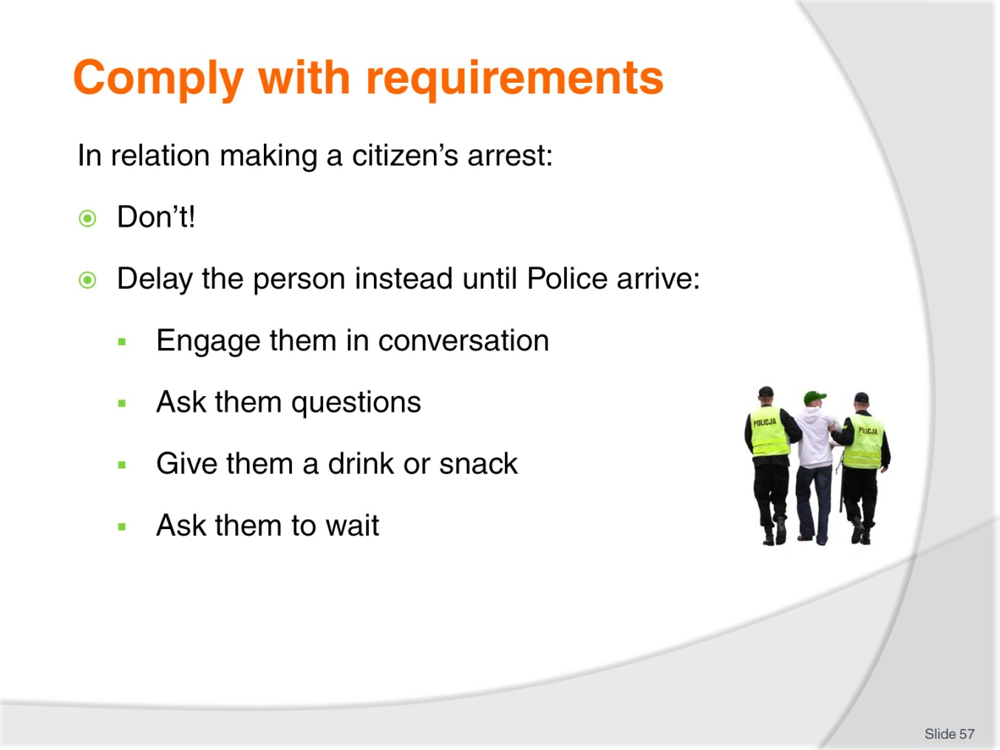 Comply with requirements
In relation making a citizen’s arrest:
Don’t!
Delay the person instead until Police arrive:
Engage them in conversation
Ask them questions
Give them a drink or snack
Ask them to wait
POLICJA
POLICJA
Slide 57